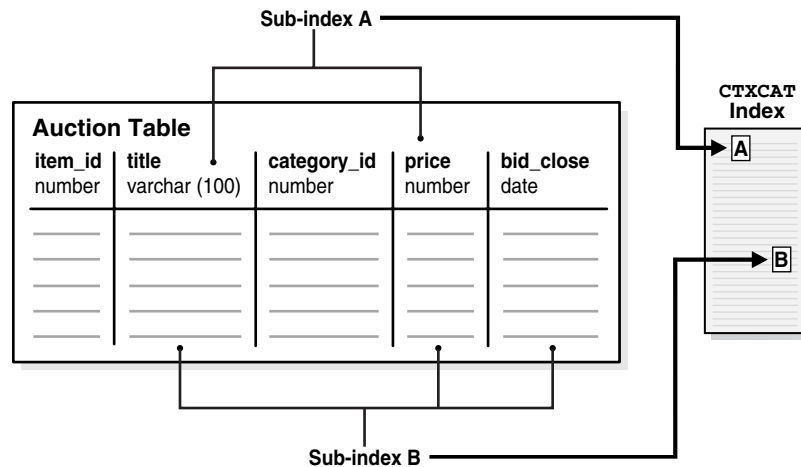 Sub-index A
CTXCAT
Index
Auction Table
item_id title category_id price bid_close
number varchar (100) number number date
A
B
Sub-index B